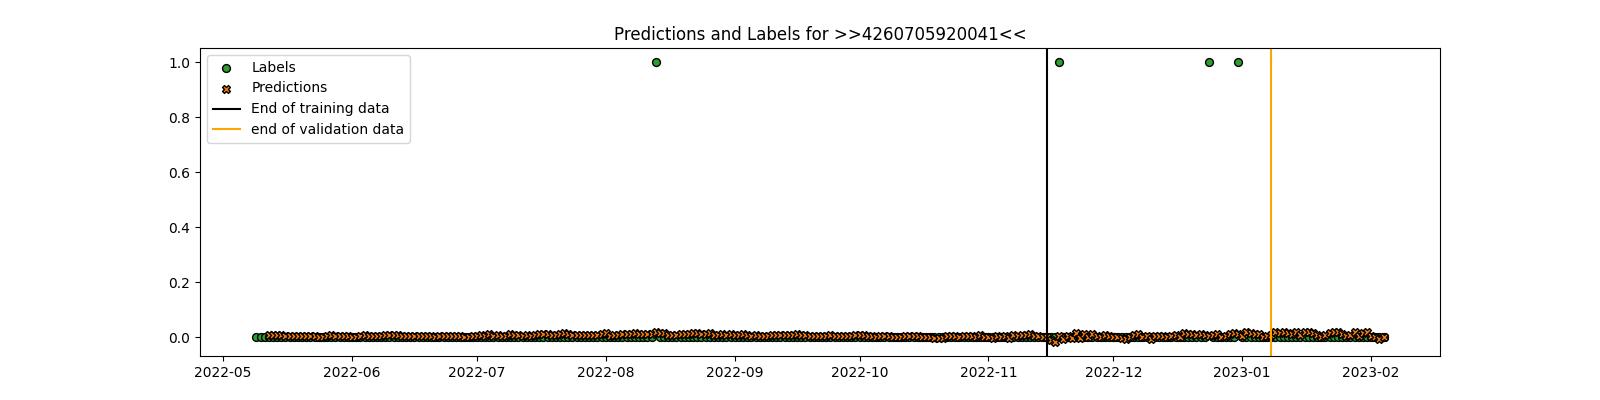 Predictions and Labels for >>4260705920041<<
1.0
0.8
0.6
0.4
0.2
0.0
Labels
Predictions
End of training data
end of validation data
2022-05 2022-06 2022-07 2022-08 2022-09 2022-10 2022-11 2022-12 2023-01 2023-02